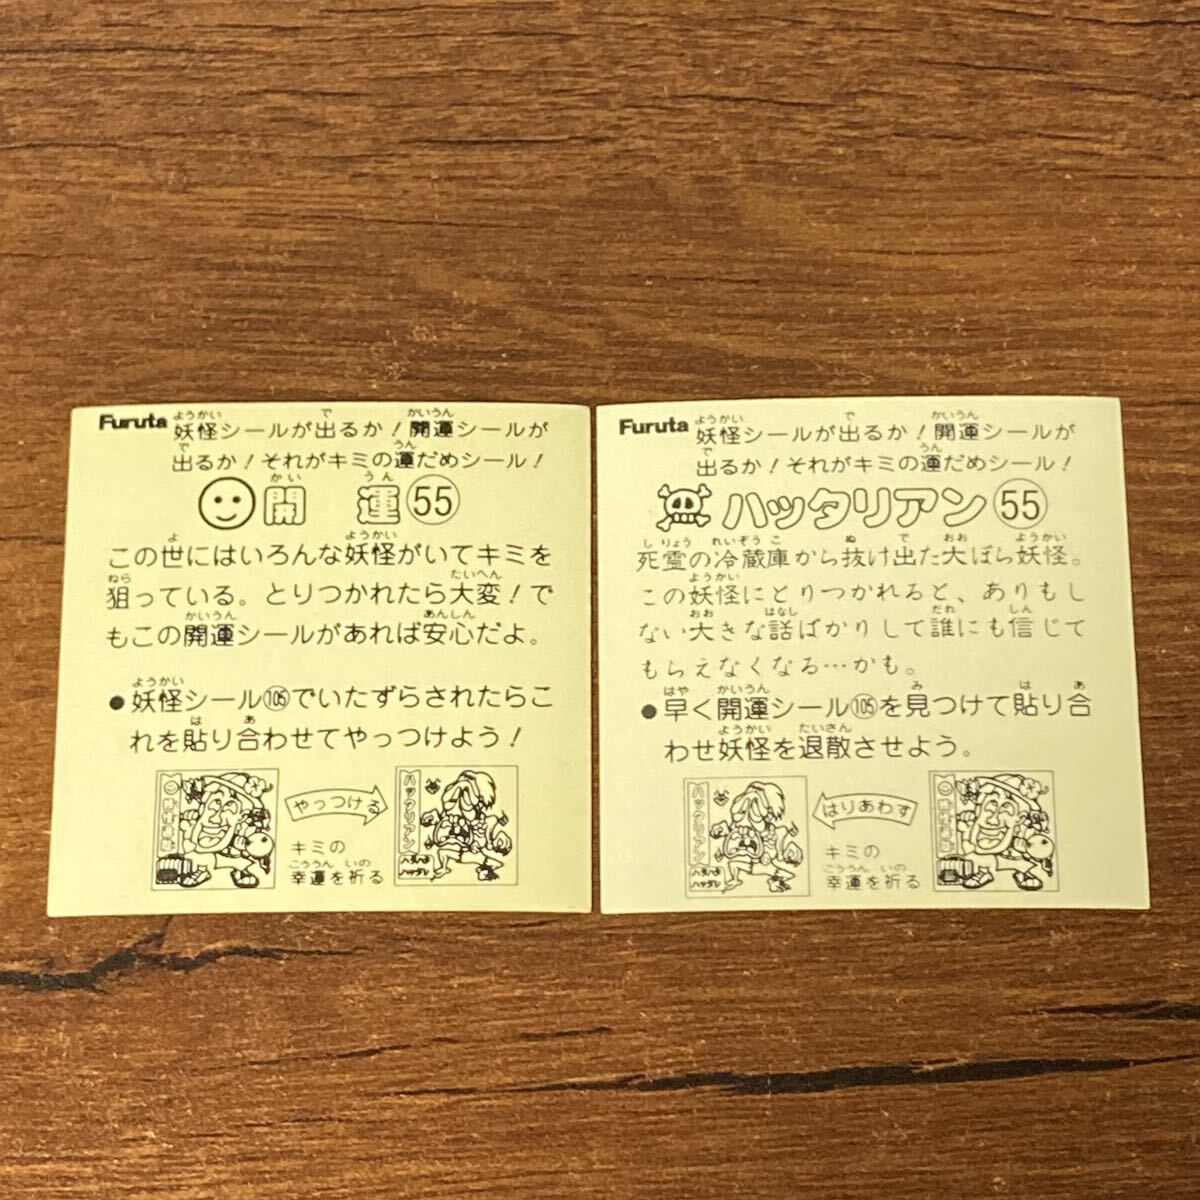 Furuta 妖怪シールが出るか！開運シールが
出るか！それがキミの運だめシール！
開 運 55
この世にはいろんな妖怪がいてキミを
狙っている。とりつかれたら大変！で
もこの開運シールがあれば安心だよ。
●妖怪シール105でいたずらされたらこ
れを貼り合わせてやっつけよう！
やっつける
ハッタリアン
キミの
幸運を祈る
Furuta 妖怪シールが出るか！開運シールが
出るか！それがキミの運だめシール！
ハッタリアン 55
死霊の冷蔵庫から抜け出た大ぼら妖怪。
この妖怪にとりつかれると、ありもし
ない大きな話ばかりして誰にも信じて
もらえなくなる…かも。
●早く開運シール105を見つけて貼り合
わせ妖怪を退散させよう。
ハッタリアン
はりあわす
キミの
幸運を祈る